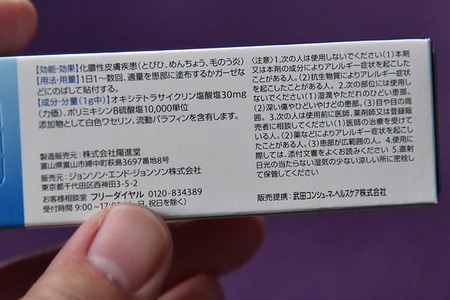 【効能・効果】化膿性皮膚疾患(とびひ、めんちょう、毛のう炎)
【用法・用量】1日1〜数回、適量を患部に塗布するかガーゼな
どにのばして貼付する。
【成分・分量(1g中)】オキシテトラサイクリン塩酸塩30mg
(力価)、ポリミキシンB硫酸塩10,000単位
添加物として白色ワセリン、流動パラフィンを含有します。
製造販売元:株式会社陽進堂
富山県富山市婦中町萩島3697番地8号
販売元:ジョンソン・エンド・ジョンソン株式会社
東京都千代田区西神田3-5-2
お客様相談室 フリーダイヤル 0120-834389
受付時間 9:00~17:00 祝日を除く)
(注意)1.次の人は使用しないでください(1)本剤
又は本剤の成分によりアレルギー症状を起こした
ことがある人。(2)抗生物質によりアレルギー症状
を起こしたことがある人。2.次の部位には使用しな
いでください(1)湿潤やただれのひどい患部。
(2)深い傷やひどいやけどの患部。(3)目や目の周
囲。3.次の人は使用前に医師、薬剤師又は登録販
売者に相談してください(1)医師の治療を受けて
いる人。(2)薬などによりアレルギー症状を起こし
たことがある人。(3)患部が広範囲の人。4.使用に
際しては、添付文書をよくお読みください 5.直射
日光の当たらない湿気の少ない涼しい所に密栓し
て保管してください
販売提携:武田コンシューマーヘルスケア株式会社